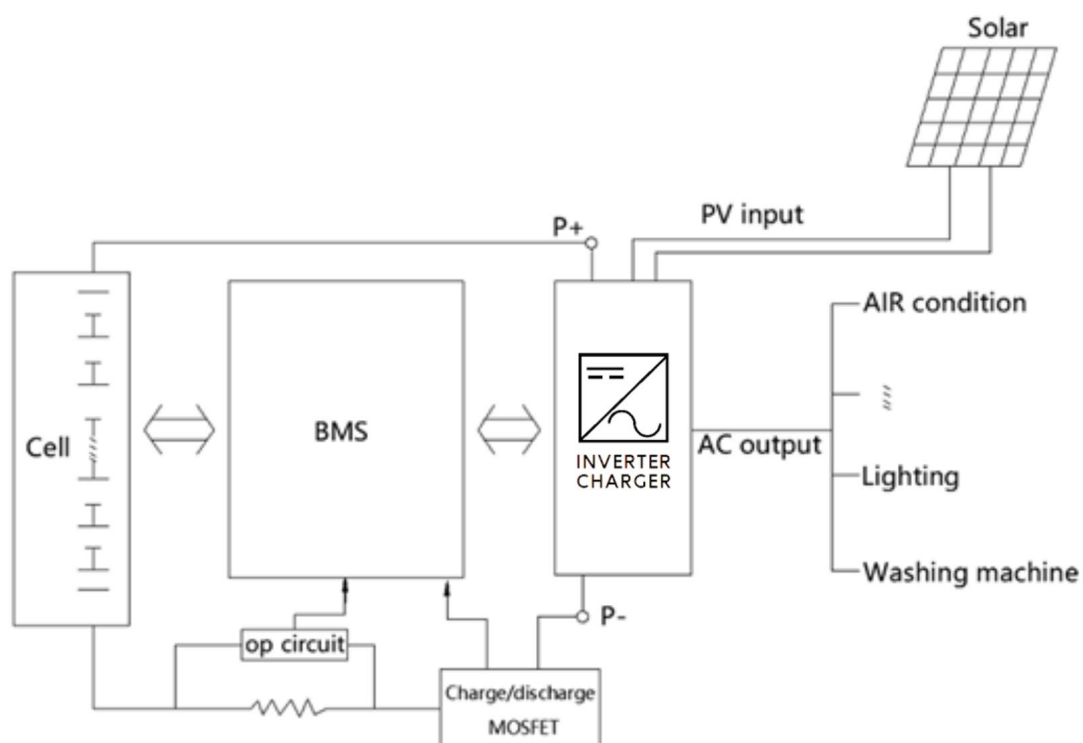 Solar
PV input
P+
AIR condition
Cell
BMS
INVERTER
CHARGER
AC output
Lighting
Washing machine
P-
op circuit
Charge/discharge
MOSFET